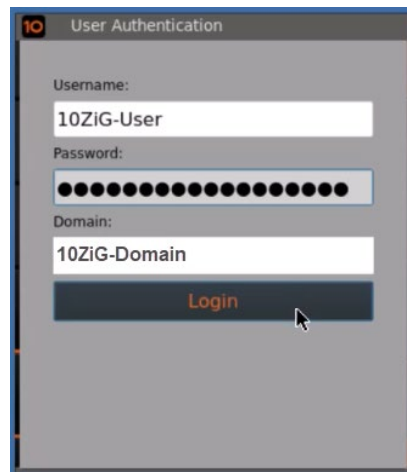 10 User Authentication
Username:
10ZiG-User
Password:
●●●●●●●●●●●●●●●●●●
Domain:
10ZiG-Domain
Login